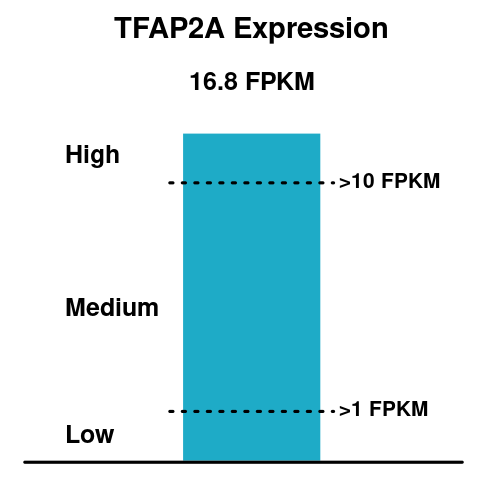 TFAP2A Expression
16.8 FPKM
High
>10 FPKM
Medium
>1 FPKM
Low